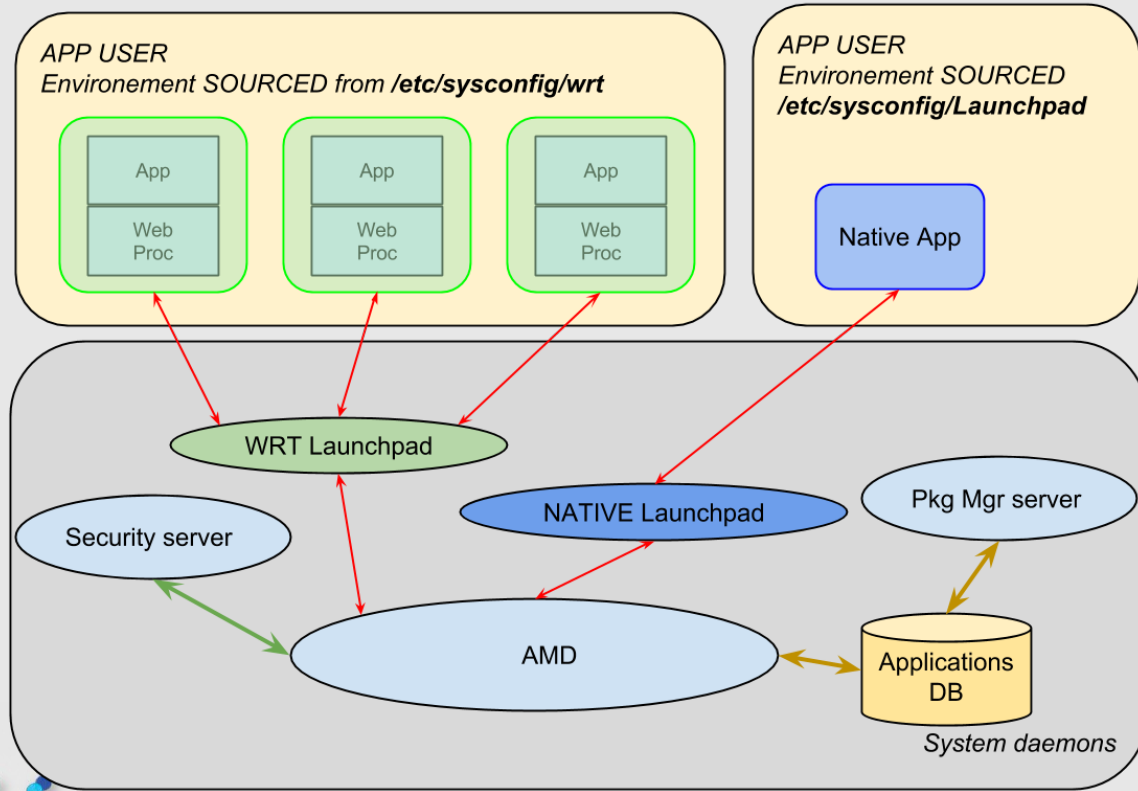 APP USER
Environement SOURCED from /etc/sysconfig/wrt
App
Web
Proc
App
Web
Proc
App
Web
Proc
APP USER
Environement SOURCED
/etc/sysconfig/Launchpad
Native App
WRT Launchpad
NATIVE Launchpad
Pkg Mgr server
Security server
AMD
Applications
DB
System daemons